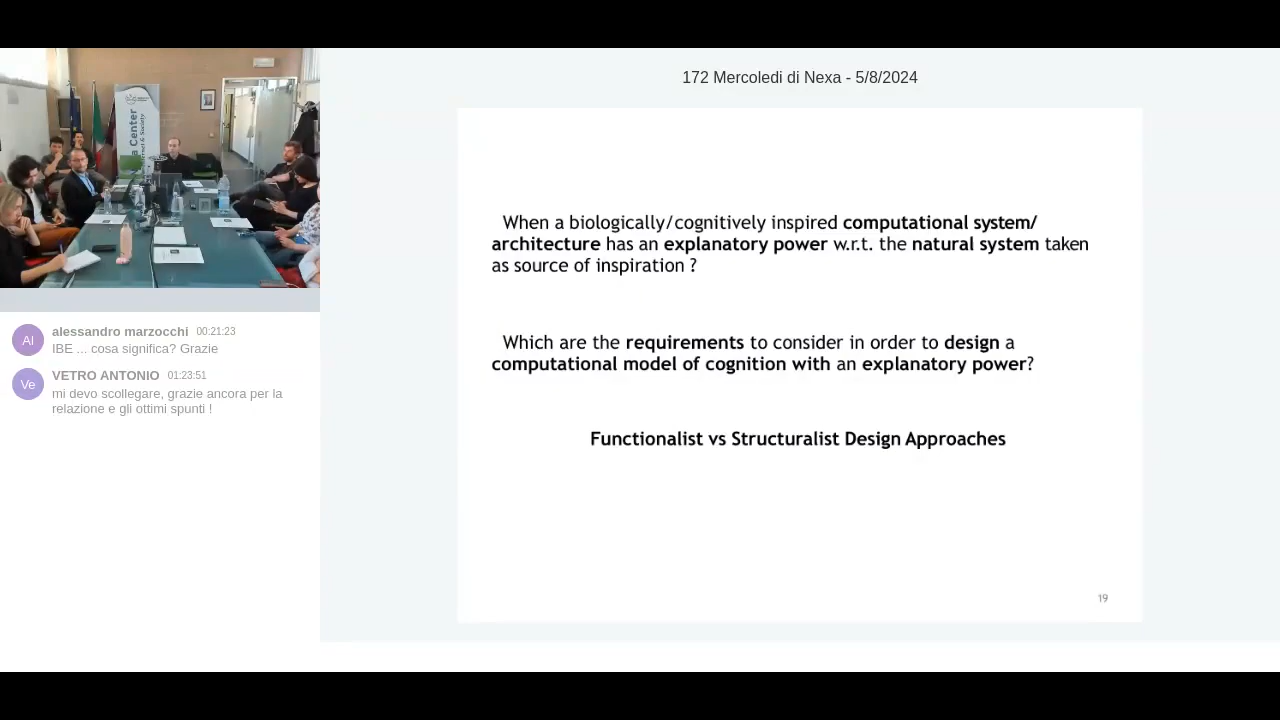 172 Mercoledi di Nexa - 5/8/2024
a Center
Internet & Society
When a biologically/cognitively inspired computational system/
architecture has an explanatory power w.r.t. the natural system taken
as source of inspiration ?
Which are the requirements to consider in order to design a
computational model of cognition with an explanatory power?
Functionalist vs Structuralist Design Approaches
19
Al
alessandro marzocchi 00:21:23
IBE ... cosa significa? Grazie
Ve
VETRO ANTONIO 01:23:51
mi devo scollegare, grazie ancora per la
relazione e gli ottimi spunti !